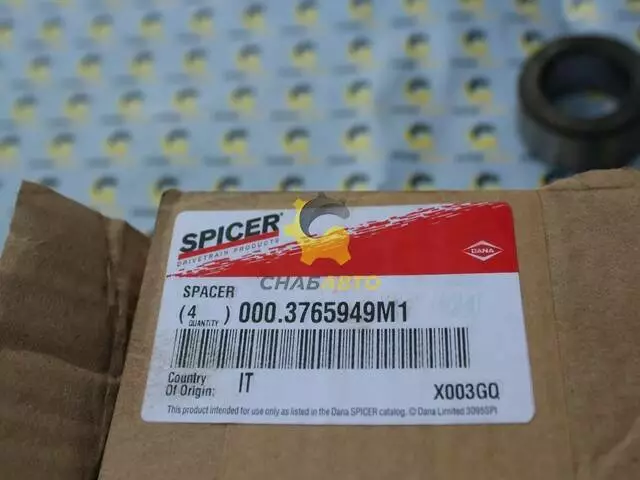 SPICER®
DRIVETRAIN PRODUCTS
DANA
СНАБАВТО
SPACER
(4) 000.3765949M1
QUANTITY
Country Of Origin: IT
X003GQ
This product intended for use only as listed in the Dana SPICER catalog. © Dana Limited 3095SPI